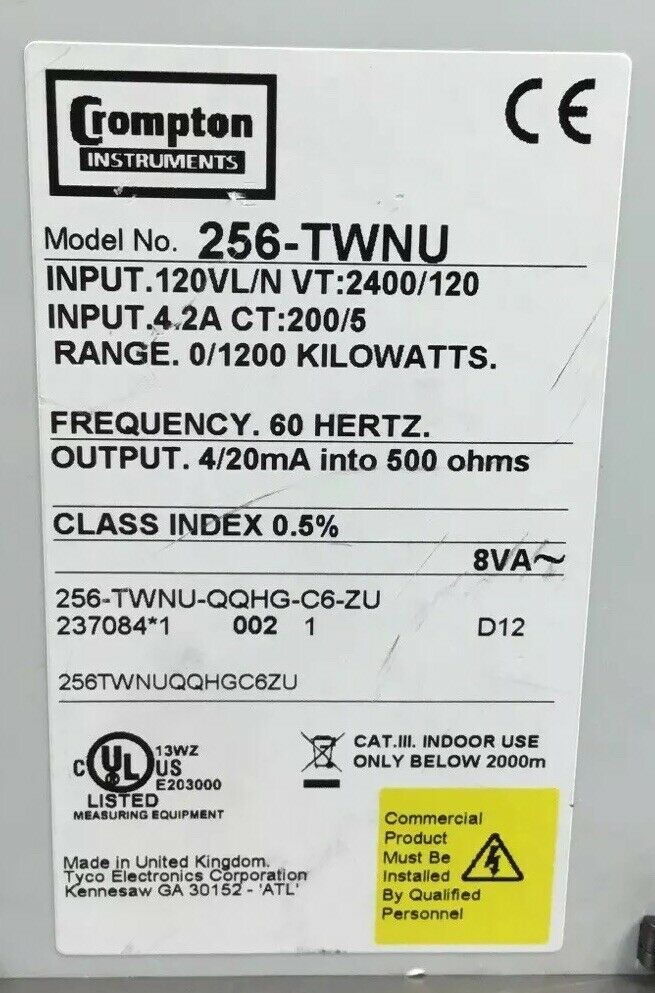 Crompton
INSTRUMENTS
CE
Model No. 256-TWNU
INPUT.120VL/N VT:2400/120
INPUT.4.2A CT:200/5
RANGE. 0/1200 KILOWATTS.
FREQUENCY. 60 HERTZ.
OUTPUT. 4/20mA into 500 ohms
CLASS INDEX 0.5%
8VA~
256-TWNU-QQHG-C6-ZU
237084*1 002 1 D12
256TWNUQQHGC6ZU
C UL US
13WZ
E203000
LISTED
MEASURING EQUIPMENT
CAT.III. INDOOR USE
ONLY BELOW 2000m
Made in United Kingdom.
Tyco Electronics Corporation
Kennesaw GA 30152 - 'ATL'
Commercial
Product
Must Be
Installed
By Qualified
Personnel